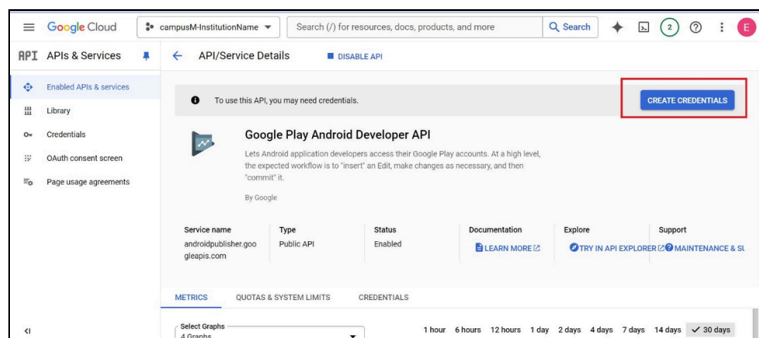 Google Cloud
campusM-InstitutionName
Search (/) for resources, docs, products, and more
Search
2
E
API APIs & Services
API/Service Details
DISABLE API
Enabled APIs & services
Library
Credentials
OAuth consent screen
Page usage agreements
To use this API, you may need credentials.
CREATE CREDENTIALS
Google Play Android Developer API
Lets Android application developers access their Google Play accounts. At a high level,
the expected workflow is to "insert" an Edit, make changes as necessary, and then
"commit" it.
By Google
Service name
androidpublisher.goo
gleapis.com
Type
Public API
Status
Enabled
Documentation
LEARN MORE
Explore
TRY IN API EXPLORER
Support
MAINTENANCE & SU
METRICS QUOTAS & SYSTEM LIMITS CREDENTIALS
Select Graphs
4 Graphs
1 hour 6 hours 12 hours 1 day 2 days 4 days 7 days 14 days 30 days